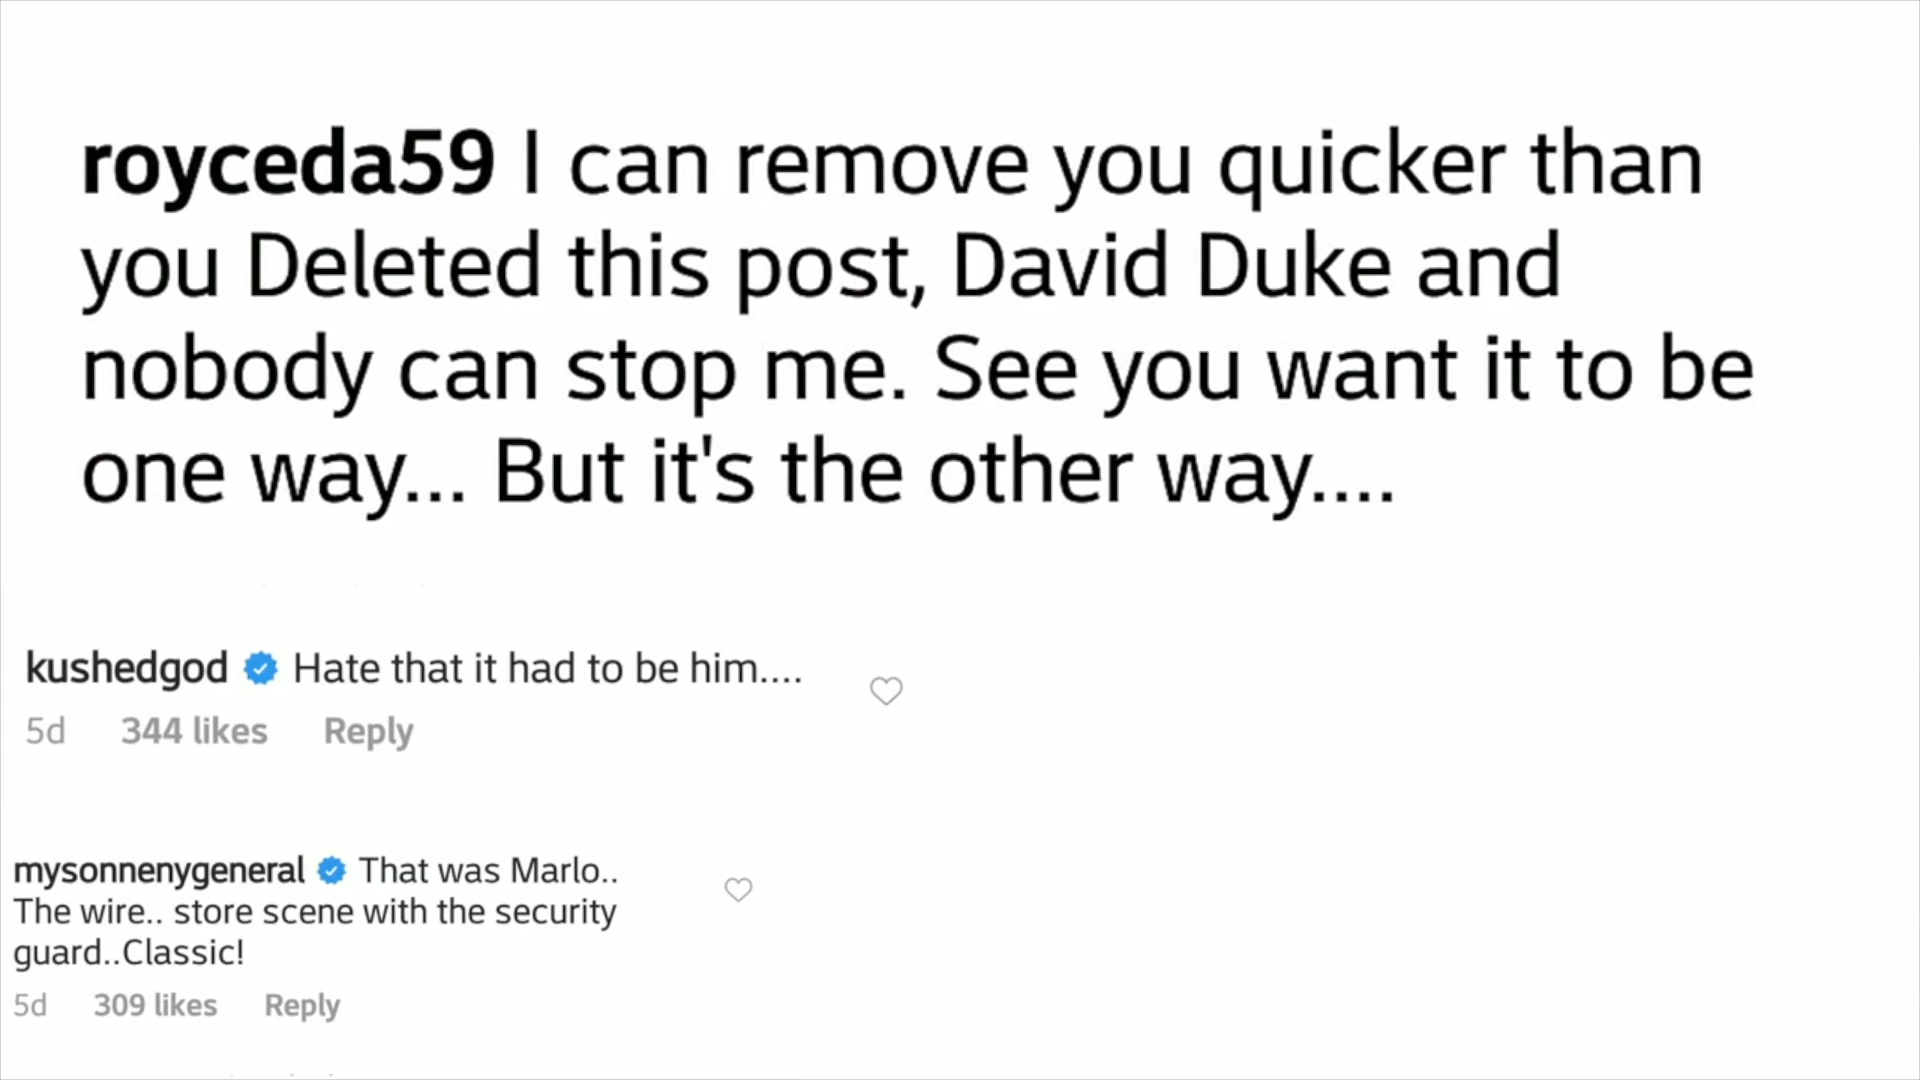 royceda59 I can remove you quicker than
you Deleted this post, David Duke and
nobody can stop me. See you want it to be
one way... But it's the other way....
kushedgod Hate that it had to be him....
5d 344 likes Reply
mysonnenygeneral That was Marlo..
The wire.. store scene with the security
guard..Classic!
5d 309 likes Reply